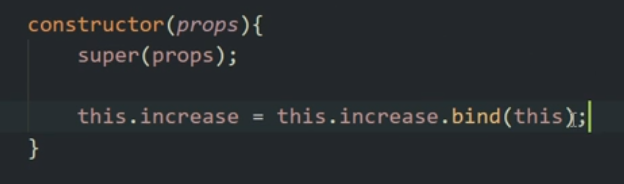 constructor(props){
super(props);
this.increase = this.increase.bind(this);
}